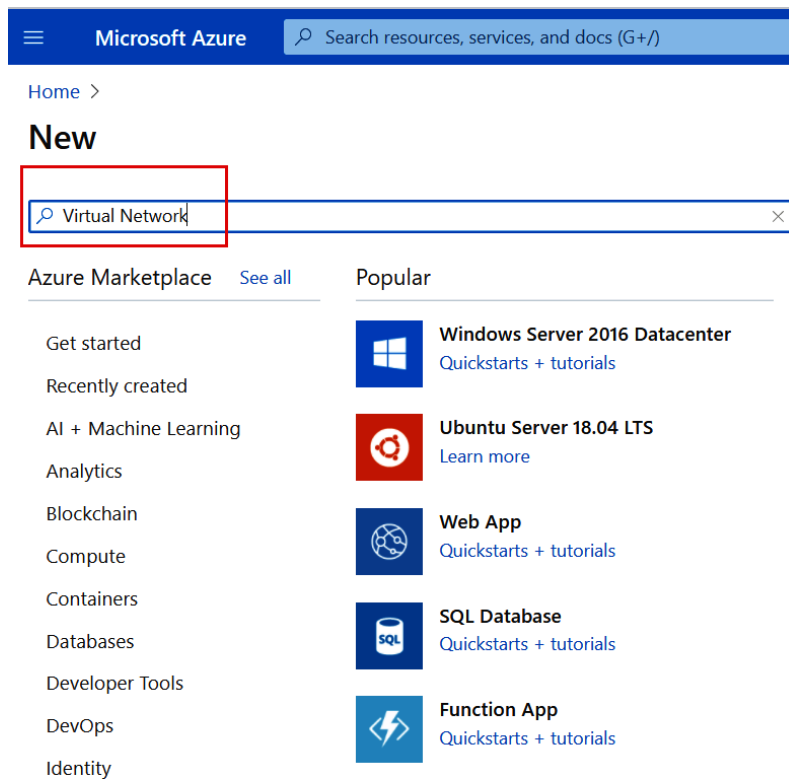 Microsoft Azure
Search resources, services, and docs (G+/)
Home >
New
Virtual Network
Azure Marketplace See all
Popular
Get started
Recently created
AI + Machine Learning
Analytics
Blockchain
Compute
Containers
Databases
Developer Tools
DevOps
Identity
Windows Server 2016 Datacenter
Quickstarts + tutorials
Ubuntu Server 18.04 LTS
Learn more
Web App
Quickstarts + tutorials
SQL
SQL Database
Quickstarts + tutorials
Function App
Quickstarts + tutorials